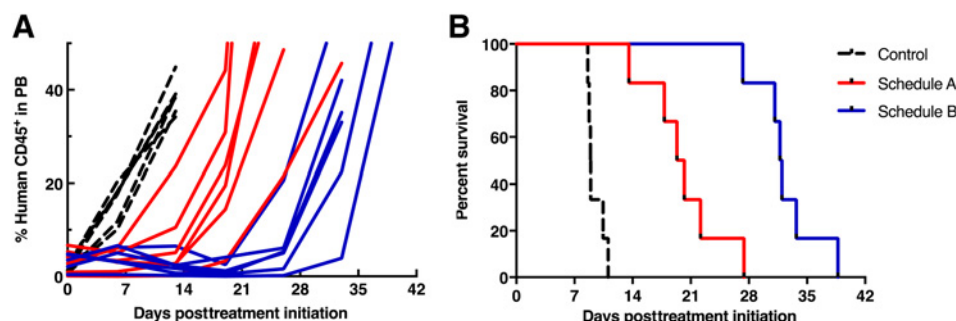 A
% Human CD45⁺ in PB
40
20
0
0 7 14 21 28 35 42
Days posttreatment initiation
B
Percent survival
100
80
60
40
20
0
0 7 14 21 28 35 42
Days posttreatment initiation
Control
Schedule A
Schedule B